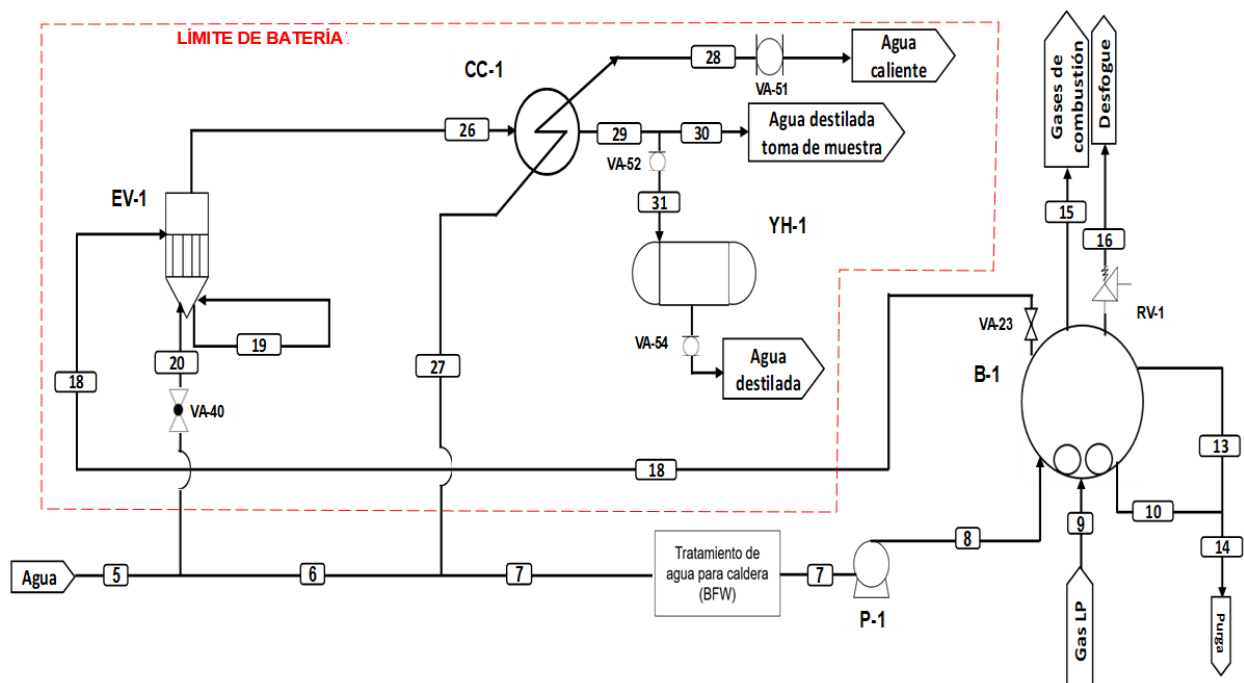 LÍMITE DE BATERÍA
CC-1
28
VA-51
Agua
caliente
Gases de
combustión
Desfogue
26
29
30
Agua destilada
toma de muestra
VA-52
EV-1
31
YH-1
15
16
RV-1
VA-23
B-1
19
20
18
VA-40
27
VA-54
Agua
destilada
18
13
10
9
14
8
Agua
5
6
7
Tratamiento de
agua para caldera
(BFW)
7
P-1
Gas LP
Purga